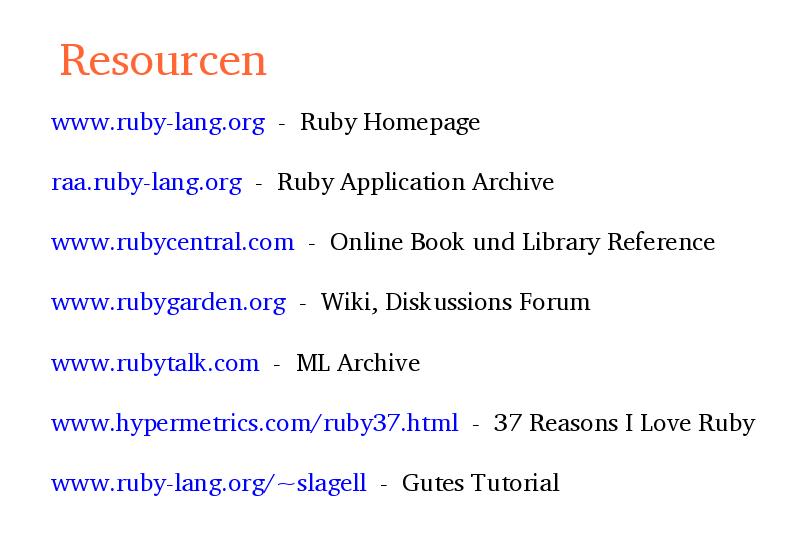 Resourcen
www.ruby-lang.org - Ruby Homepage
raa.ruby-lang.org - Ruby Application Archive
www.rubycentral.com - Online Book und Library Reference
www.rubygarden.org - Wiki, Diskussions Forum
www.rubytalk.com - ML Archive
www.hypermetrics.com/ruby37.html - 37 Reasons I Love Ruby
www.ruby-lang.org/~slagell - Gutes Tutorial